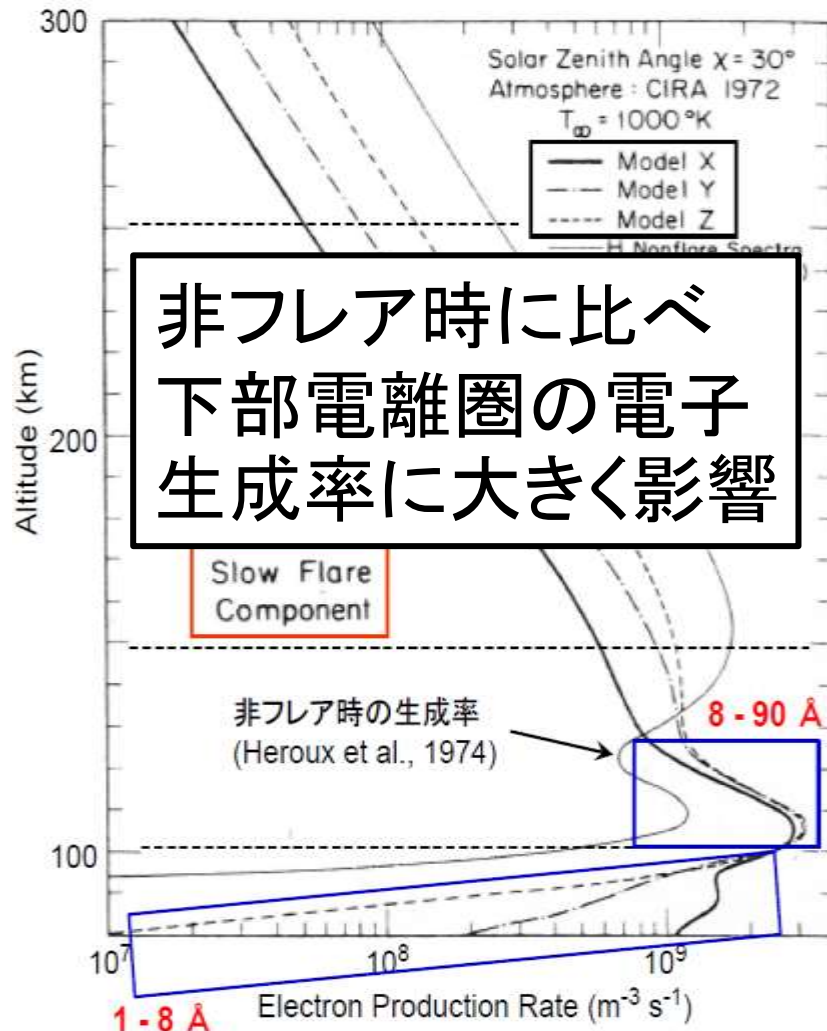 300
Solar Zenith Angle χ = 30°
Atmosphere : CIRA 1972
T∞ = 1000 °K
Model X
Model Y
Model Z
H Nonflare Spectra
非フレア時に比べ
下部電離圏の電子
生成率に大きく影響
Altitude (km)
200
Slow Flare
Component
非フレア時の生成率
(Heroux et al., 1974)
8 - 90 Å
100
10⁷
10⁸
10⁹
1 - 8 Å
Electron Production Rate (m⁻³ s⁻¹)